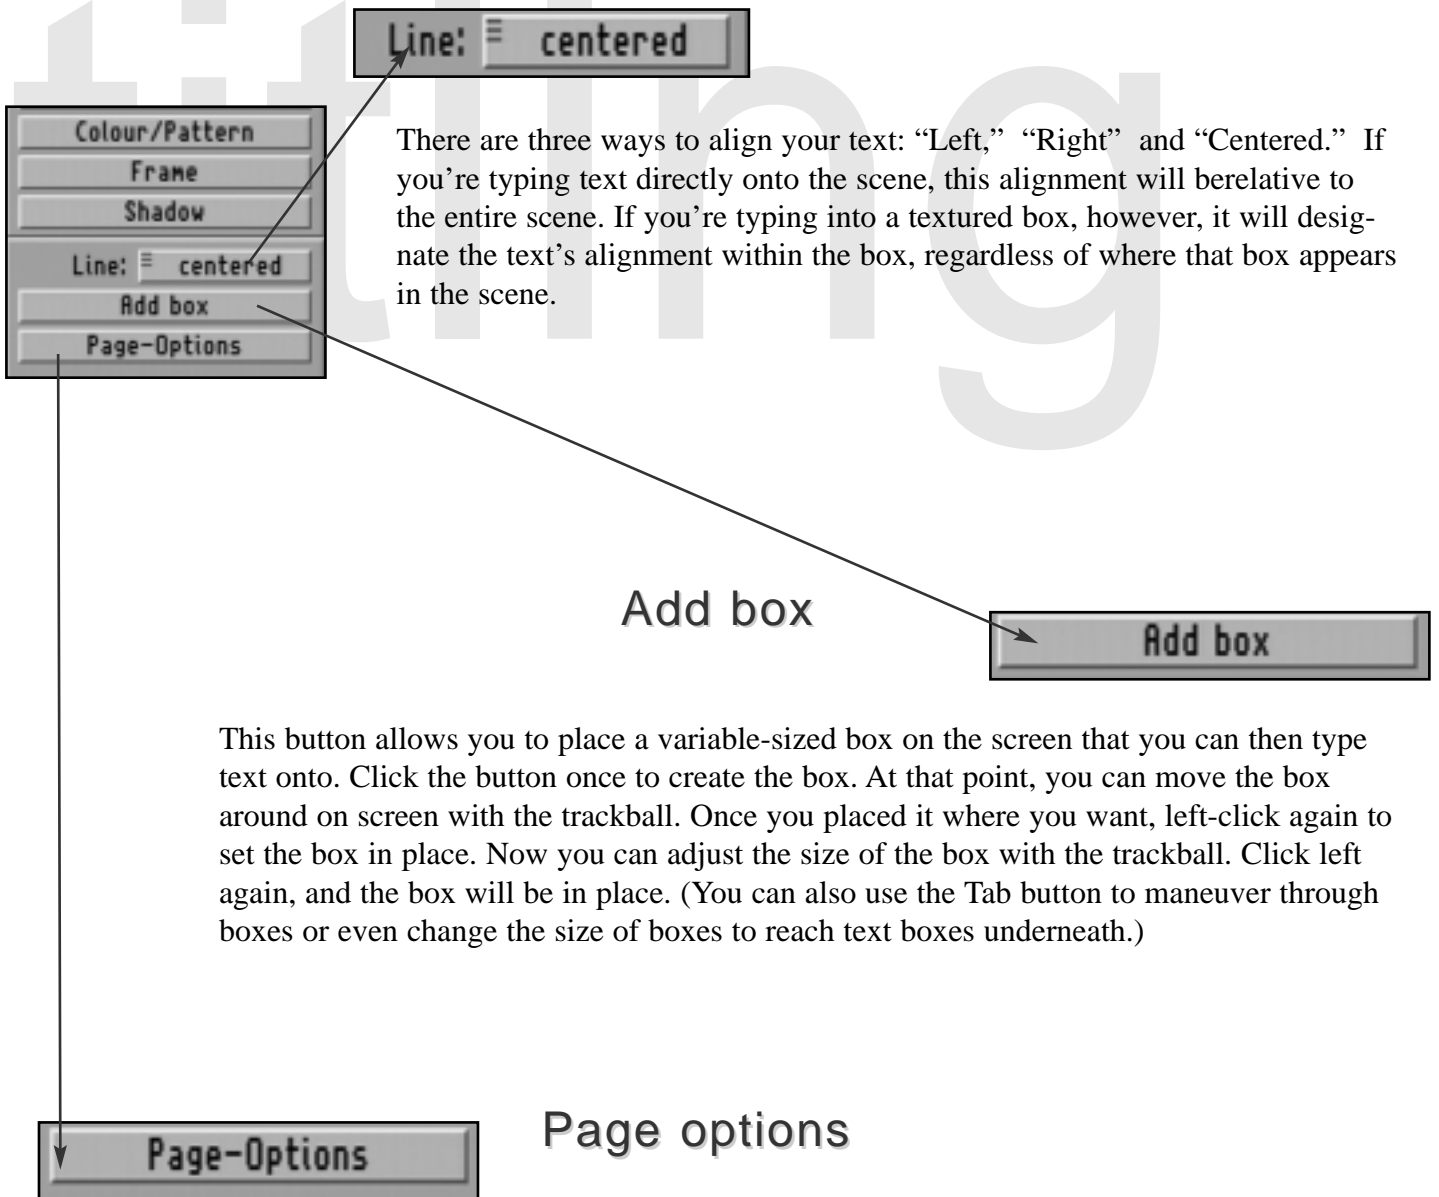 titling
Line: centered
Colour/Pattern
Frame
Shadow
Line: centered
Add box
Page-Options
There are three ways to align your text: “Left,” “Right” and “Centered.” If
you’re typing text directly onto the scene, this alignment will berelative to
the entire scene. If you’re typing into a textured box, however, it will desig-
nate the text’s alignment within the box, regardless of where that box appears
in the scene.
Add box
Add box
This button allows you to place a variable-sized box on the screen that you can then type
text onto. Click the button once to create the box. At that point, you can move the box
around on screen with the trackball. Once you placed it where you want, left-click again to
set the box in place. Now you can adjust the size of the box with the trackball. Click left
again, and the box will be in place. (You can also use the Tab button to maneuver through
boxes or even change the size of boxes to reach text boxes underneath.)
Page options
Page-Options